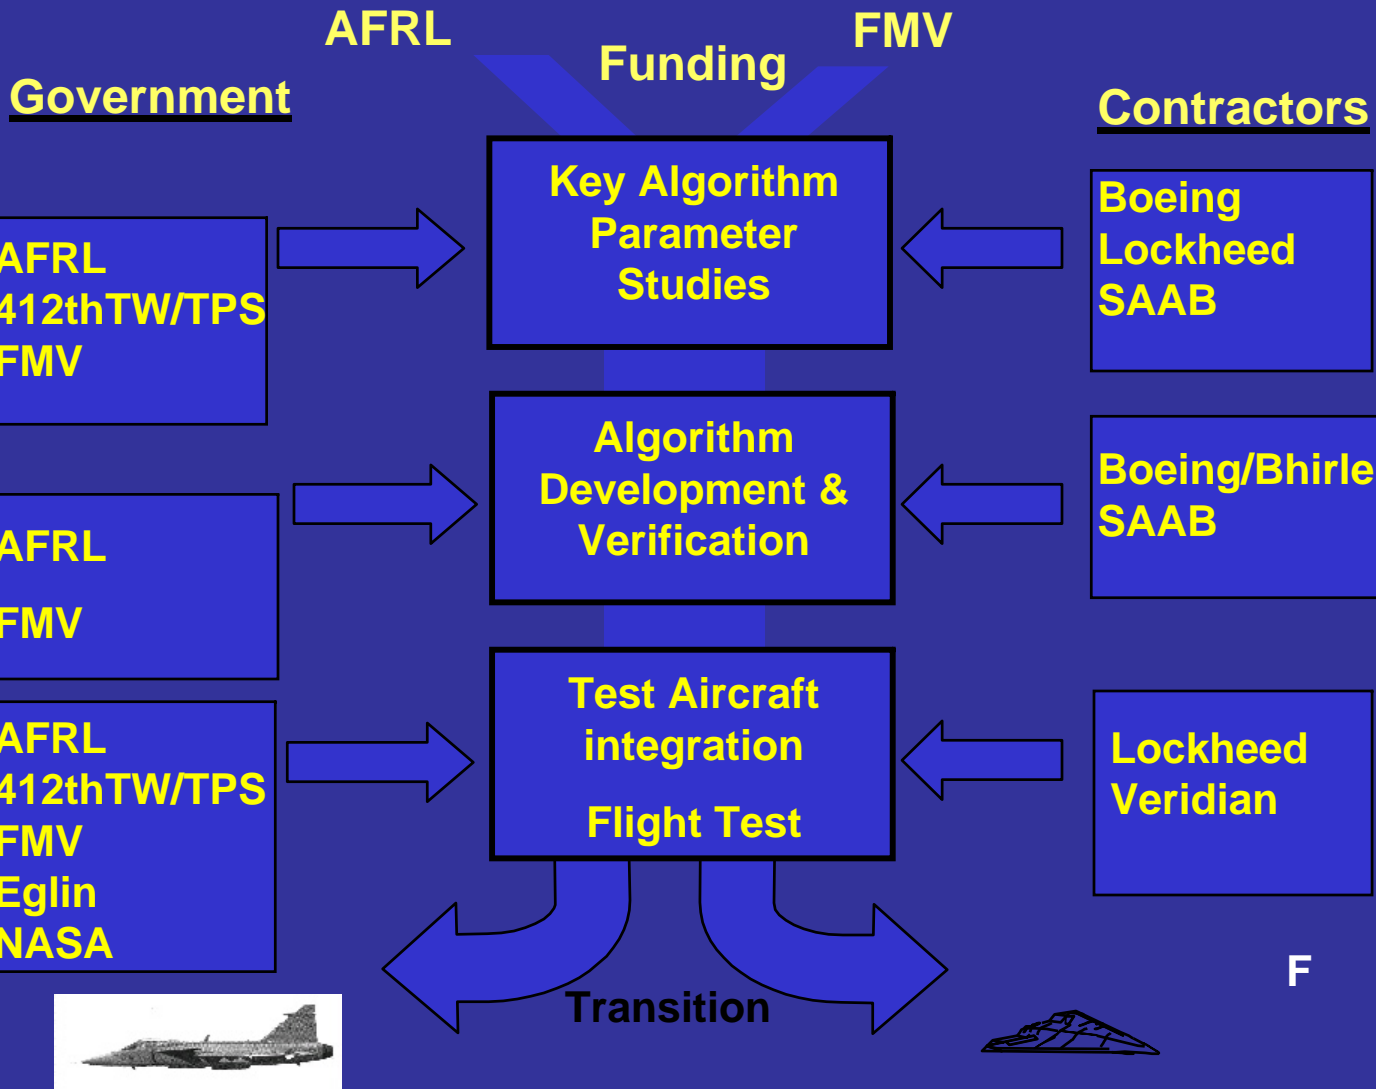 AFRL
FMV
Funding
Government
Contractors
Key Algorithm
Parameter
Studies
AFRL
412thTW/TPS
FMV
Boeing
Lockheed
SAAB
Algorithm
Development &
Verification
AFRL
FMV
Boeing/Bhirle
SAAB
Test Aircraft
integration
Flight Test
AFRL
412thTW/TPS
FMV
Eglin
NASA
Lockheed
Veridian
Transition
F